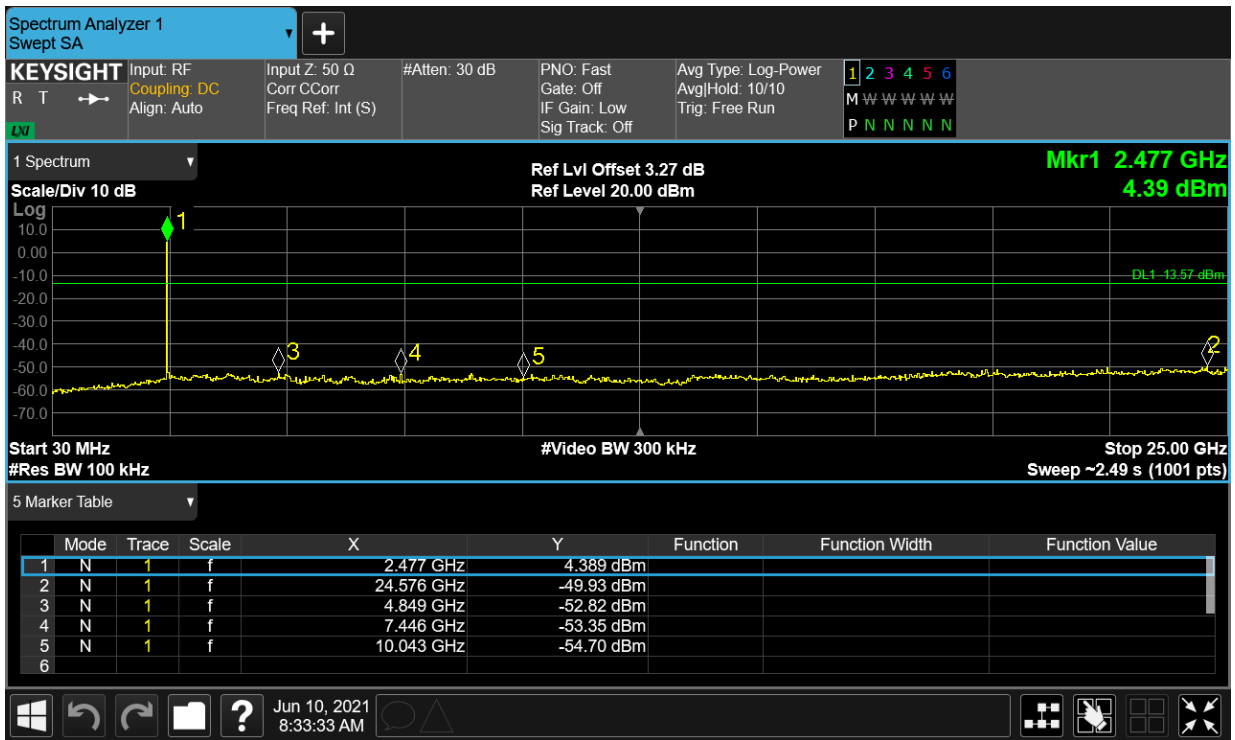 Spectrum Analyzer 1
Swept SA
KEYSIGHT
R T
LXI
Input: RF
Coupling: DC
Align: Auto
Input Z: 50 Ω
Corr CCorr
Freq Ref: Int (S)
#Atten: 30 dB
PNO: Fast
Gate: Off
IF Gain: Low
Sig Track: Off
Avg Type: Log-Power
Avg|Hold: 10/10
Trig: Free Run
1 2 3 4 5 6
M W W W W W
P N N N N N
1 Spectrum
Scale/Div 10 dB
Ref Lvl Offset 3.27 dB
Ref Level 20.00 dBm
Mkr1 2.477 GHz
4.39 dBm
Log
10.0
0.00
-10.0
-20.0
-30.0
-40.0
-50.0
-60.0
-70.0
1
3
4
5
2
DL1 -13.57 dBm
Start 30 MHz
#Res BW 100 kHz
#Video BW 300 kHz
Stop 25.00 GHz
Sweep ~2.49 s (1001 pts)
5 Marker Table
Mode Trace Scale X Y Function Function Width Function Value
1 N 1 f 2.477 GHz 4.389 dBm
2 N 1 f 24.576 GHz -49.93 dBm
3 N 1 f 4.849 GHz -52.82 dBm
4 N 1 f 7.446 GHz -53.35 dBm
5 N 1 f 10.043 GHz -54.70 dBm
6
?
Jun 10, 2021
8:33:33 AM